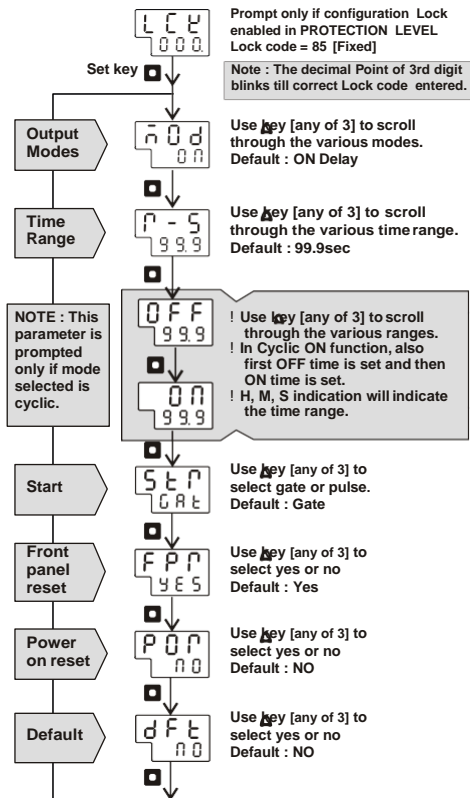 LCK
000.
Prompt only if configuration Lock
enabled in PROTECTION LEVEL
Lock code = 85 [Fixed]
Set key
Note : The decimal Point of 3rd digit
blinks till correct Lock code entered.
Output
Modes
n̄0d
0n
Use key [any of 3] to scroll
through the various modes.
Default : ON Delay
Time
Range
r-S
99.9
Use key [any of 3] to scroll
through the various time range.
Default : 99.9sec
NOTE : This
parameter is
prompted
only if mode
selected is
cyclic.
0FF
99.9
0n
99.9
! Use key [any of 3] to scroll
through the various ranges.
! In Cyclic ON function, also
first OFF time is set and then
ON time is set.
! H, M, S indication will indicate
the time range.
Start
Str
GAt
Use key [any of 3] to
select gate or pulse.
Default : Gate
Front
panel
reset
FPr
yES
Use key [any of 3] to
select yes or no
Default : Yes
Power
on reset
P0r
n0
Use key [any of 3] to
select yes or no
Default : NO
Default
dFt
n0
Use key [any of 3] to
select yes or no
Default : NO